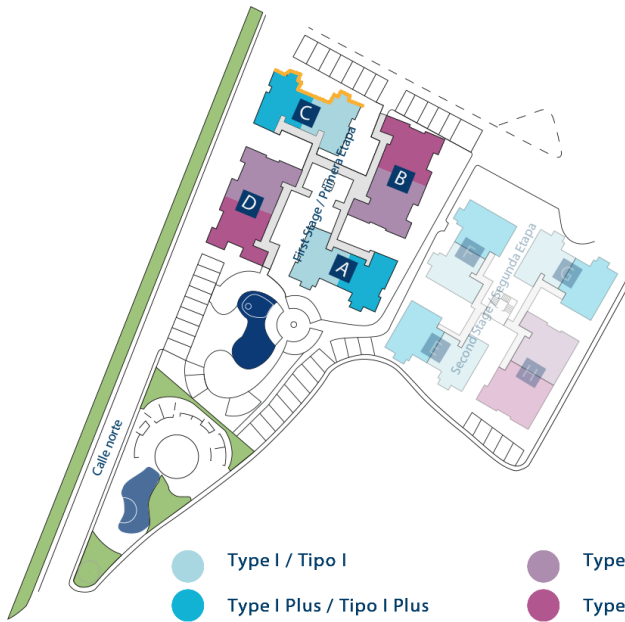 C
B
First Stage / Primera Etapa
D
A
G
Second Stage / Segunda Etapa
H
Calle norte
Type I / Tipo I
Type
Type I Plus / Tipo I Plus
Type